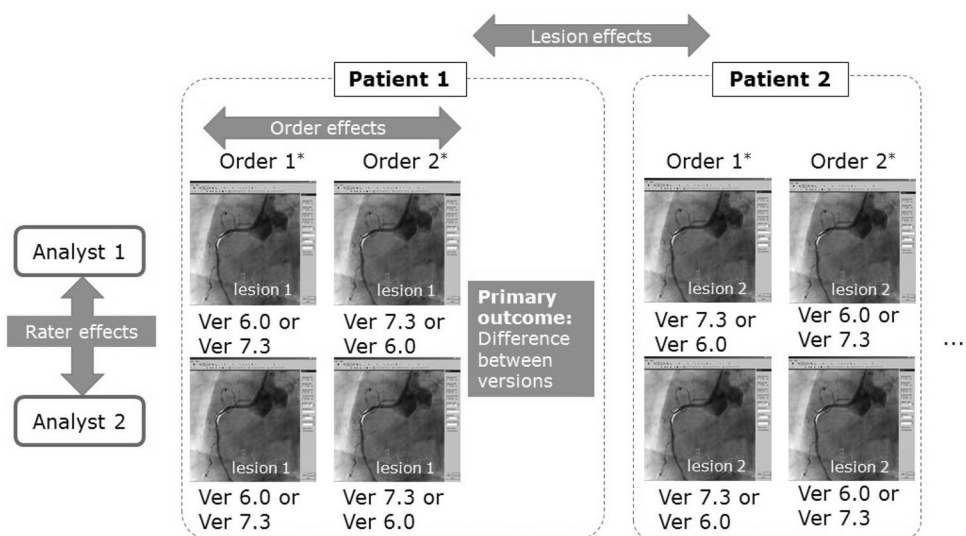 Lesion effects
Patient 1
Patient 2
Order effects
Order 1*
Order 2*
Order 1*
Order 2*
Analyst 1
lesion 1
lesion 1
lesion 2
lesion 2
Ver 6.0 or
Ver 7.3
Ver 7.3 or
Ver 6.0
Primary
outcome:
Difference
between
versions
Ver 7.3 or
Ver 6.0
Ver 6.0 or
Ver 7.3
Rater effects
...
Analyst 2
lesion 1
lesion 1
lesion 2
lesion 2
Ver 6.0 or
Ver 7.3
Ver 7.3 or
Ver 6.0
Ver 7.3 or
Ver 6.0
Ver 6.0 or
Ver 7.3